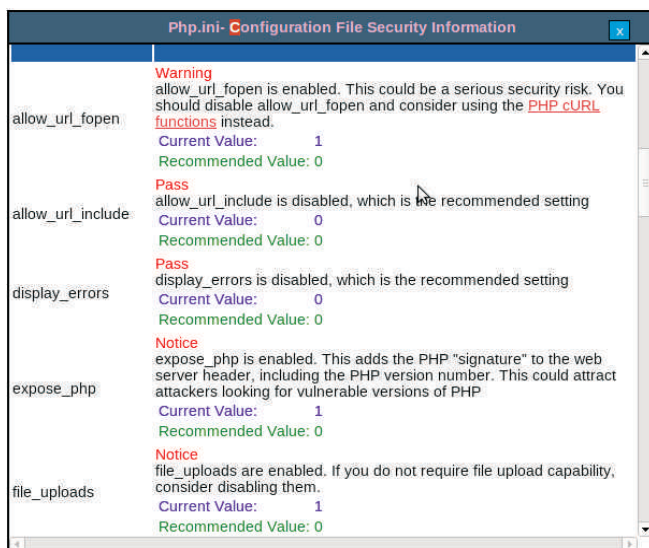 Php.ini- Configuration File Security Information
x
Warning
allow_url_fopen is enabled. This could be a serious security risk. You
should disable allow_url_fopen and consider using the PHP cURL
functions instead.
allow_url_fopen
Current Value: 1
Recommended Value: 0
Pass
allow_url_include is disabled, which is the recommended setting
allow_url_include
Current Value: 0
Recommended Value: 0
Pass
display_errors is disabled, which is the recommended setting
display_errors
Current Value: 0
Recommended Value: 0
Notice
expose_php is enabled. This adds the PHP "signature" to the web
server header, including the PHP version number. This could attract
expose_php
attackers looking for vulnerable versions of PHP
Current Value: 1
Recommended Value: 0
Notice
file_uploads are enabled. If you do not require file upload capability,
consider disabling them.
file_uploads
Current Value: 1
Recommended Value: 0